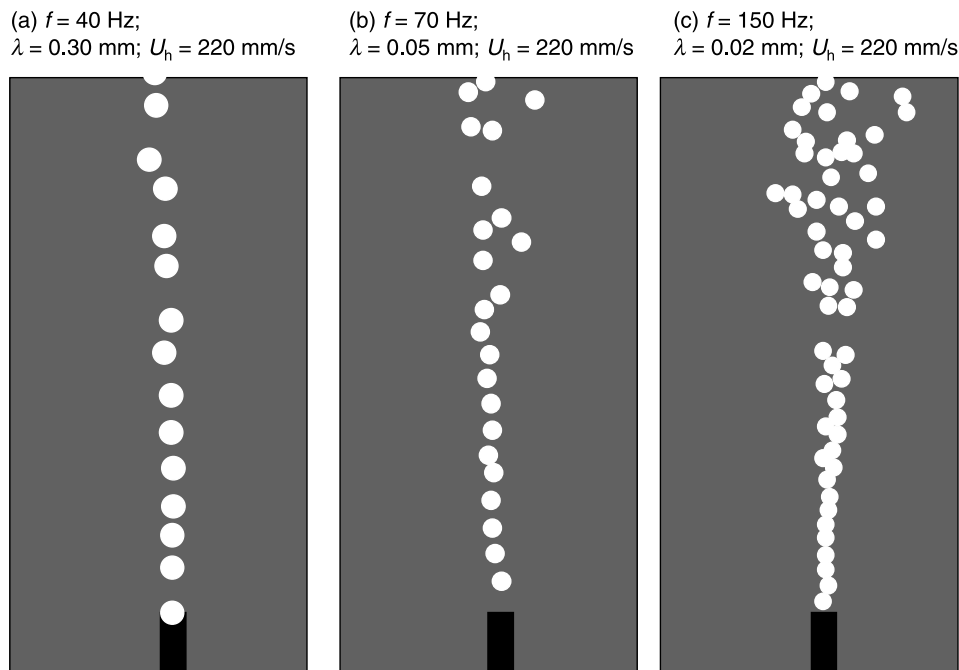 (a) f = 40 Hz;
λ = 0.30 mm; Uh = 220 mm/s
(b) f = 70 Hz;
λ = 0.05 mm; Uh = 220 mm/s
(c) f = 150 Hz;
λ = 0.02 mm; Uh = 220 mm/s